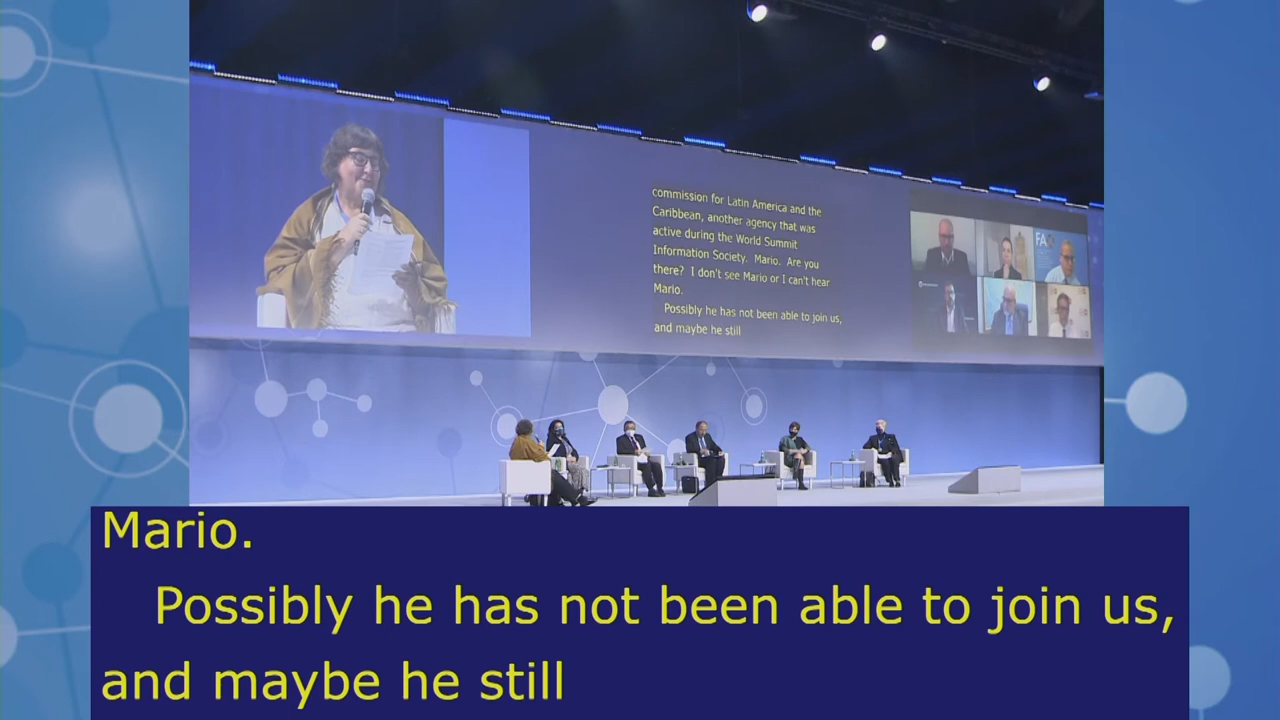 commission for Latin America and the
Caribbean, another agency that was
active during the World Summit
Information Society. Mario. Are you
there? I don't see Mario or I can't hear
Mario.
Possibly he has not been able to join us,
and maybe he still
FAO
Mario.
Possibly he has not been able to join us,
and maybe he still